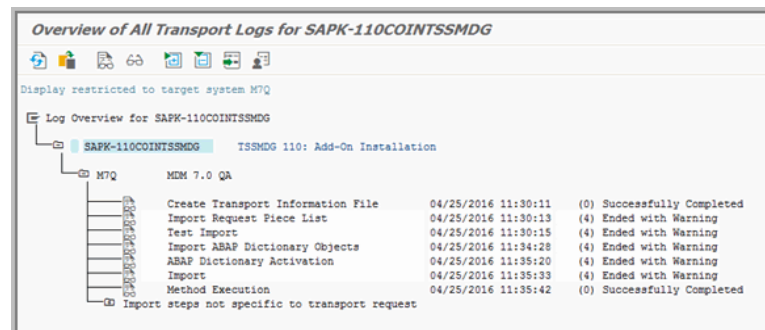 Overview of All Transport Logs for SAPK-110COINTSSMDG
Display restricted to target system M7Q
Log Overview for SAPK-110COINTSSMDG
SAPK-110COINTSSMDG TSSMDG 110: Add-On Installation
M7Q MDM 7.0 QA
Create Transport Information File 04/25/2016 11:30:11 (0) Successfully Completed
Import Request Piece List 04/25/2016 11:30:13 (4) Ended with Warning
Test Import 04/25/2016 11:30:15 (4) Ended with Warning
Import ABAP Dictionary Objects 04/25/2016 11:34:28 (4) Ended with Warning
ABAP Dictionary Activation 04/25/2016 11:35:20 (4) Ended with Warning
Import 04/25/2016 11:35:33 (4) Ended with Warning
Method Execution 04/25/2016 11:35:42 (0) Successfully Completed
Import steps not specific to transport request